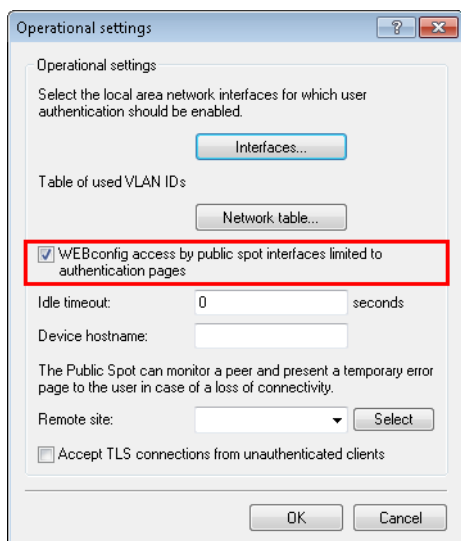 Operational settings
Operational settings
Select the local area network interfaces for which user
authentication should be enabled.
Interfaces...
Table of used VLAN IDs
Network table...
WEBconfig access by public spot interfaces limited to
authentication pages
Idle timeout: 0 seconds
Device hostname:
The Public Spot can monitor a peer and present a temporary error
page to the user in case of a loss of connectivity.
Remote site: Select
Accept TLS connections from unauthenticated clients
OK Cancel